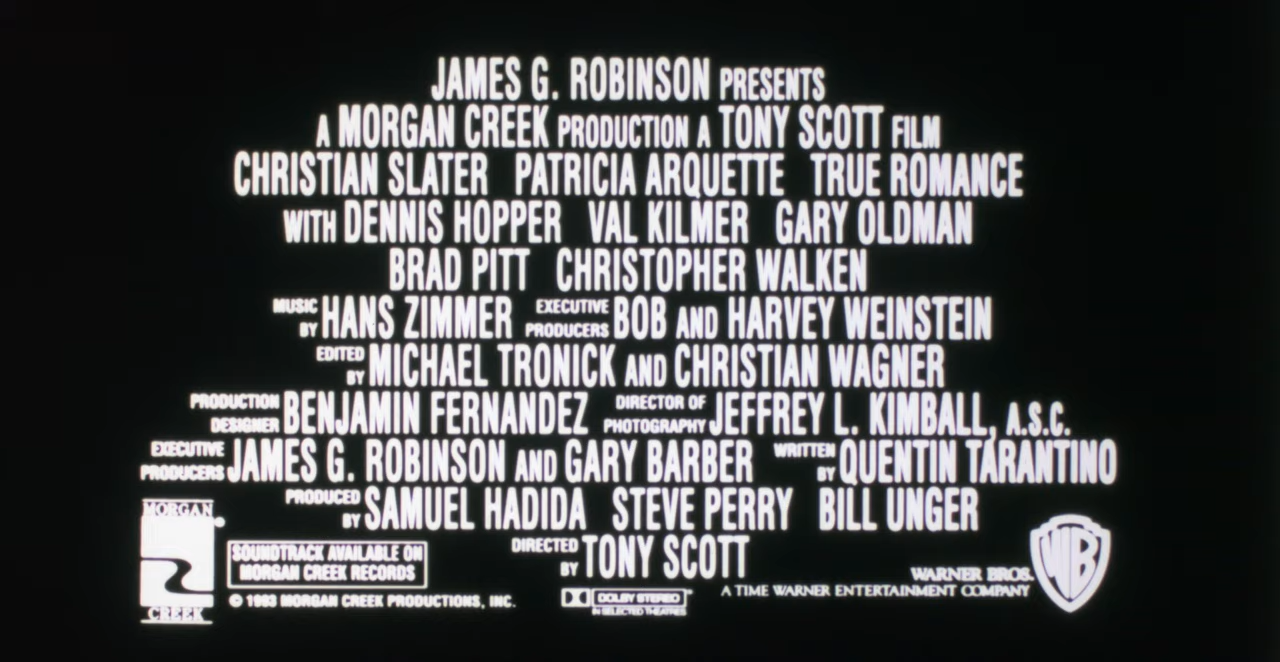 JAMES G. ROBINSON PRESENTS
A MORGAN CREEK PRODUCTION A TONY SCOTT FILM
CHRISTIAN SLATER PATRICIA ARQUETTE TRUE ROMANCE
WITH DENNIS HOPPER VAL KILMER GARY OLDMAN
BRAD PITT CHRISTOPHER WALKEN
MUSIC BY HANS ZIMMER EXECUTIVE PRODUCERS BOB AND HARVEY WEINSTEIN
EDITED BY MICHAEL TRONICK AND CHRISTIAN WAGNER
PRODUCTION DESIGNER BENJAMIN FERNANDEZ DIRECTOR OF PHOTOGRAPHY JEFFREY L. KIMBALL, A.S.C.
EXECUTIVE PRODUCERS JAMES G. ROBINSON AND GARY BARBER WRITTEN BY QUENTIN TARANTINO
PRODUCED BY SAMUEL HADIDA STEVE PERRY BILL UNGER
DIRECTED BY TONY SCOTT
MORGAN
CREEK
SOUNDTRACK AVAILABLE ON
MORGAN CREEK RECORDS
© 1993 MORGAN CREEK PRODUCTIONS, INC.
DOLBY STEREO
IN SELECTED THEATRES
WARNER BROS.
A TIME WARNER ENTERTAINMENT COMPANY
WB